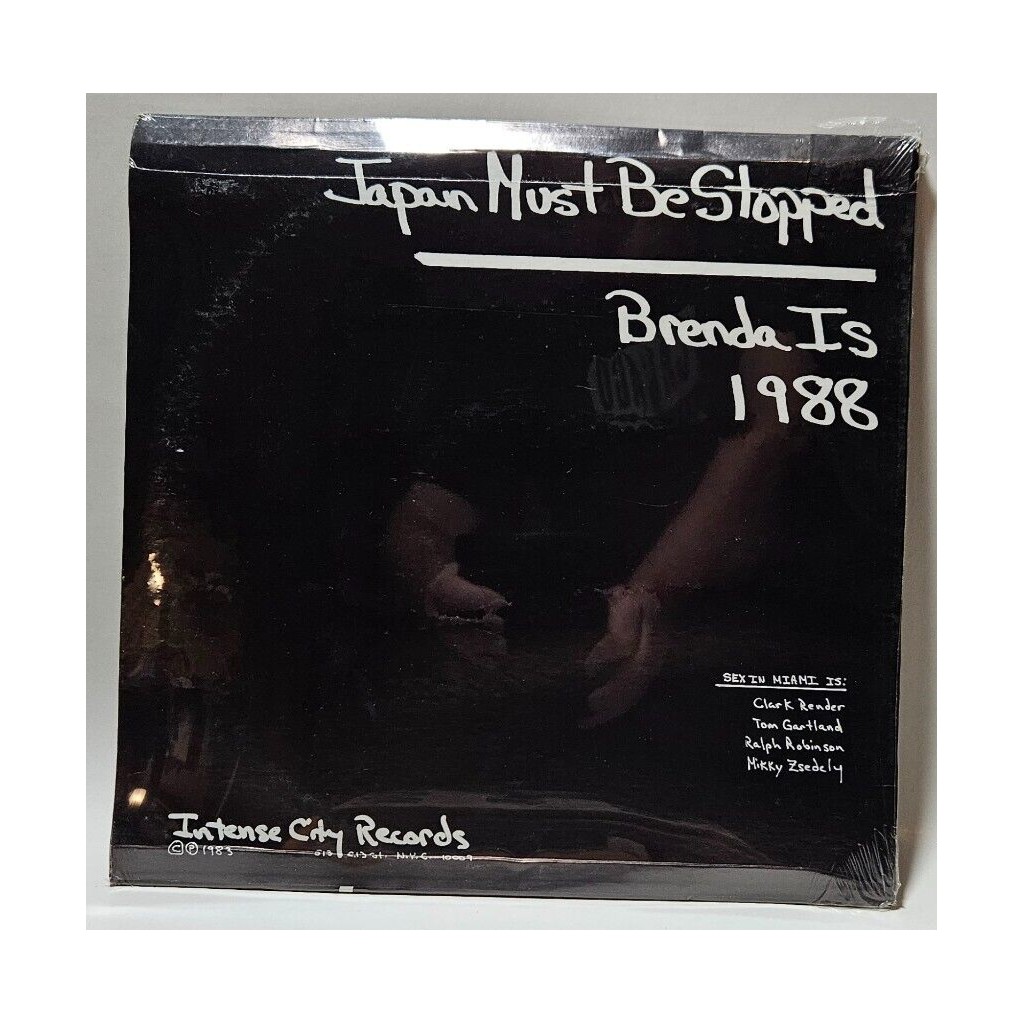 Japan Must Be Stopped
Brenda Is
1988
SEX IN MIAMI IS:
Clark Render
Tom Gartland
Ralph Robinson
Mikky Zsedely
Intense City Records
©℗1983
N.Y.C. 10009